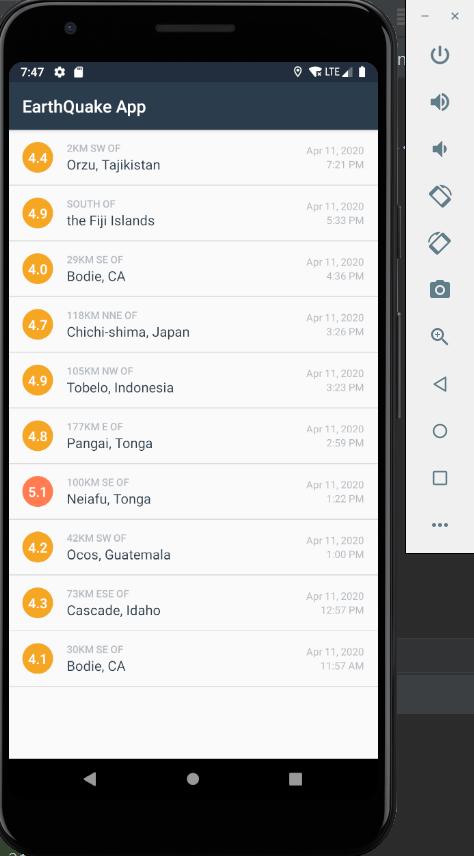 7:47 LTE
EarthQuake App
4.4 2KM SW OF Apr 11, 2020
Orzu, Tajikistan 7:21 PM
4.9 SOUTH OF Apr 11, 2020
the Fiji Islands 5:33 PM
4.0 29KM SE OF Apr 11, 2020
Bodie, CA 4:36 PM
4.7 118KM NNE OF Apr 11, 2020
Chichi-shima, Japan 3:26 PM
4.9 105KM NW OF Apr 11, 2020
Tobelo, Indonesia 3:23 PM
4.8 177KM E OF Apr 11, 2020
Pangai, Tonga 2:59 PM
5.1 100KM SE OF Apr 11, 2020
Neiafu, Tonga 1:22 PM
4.2 42KM SW OF Apr 11, 2020
Ocos, Guatemala 1:00 PM
4.3 73KM ESE OF Apr 11, 2020
Cascade, Idaho 12:57 PM
4.1 30KM SE OF Apr 11, 2020
Bodie, CA 11:57 AM